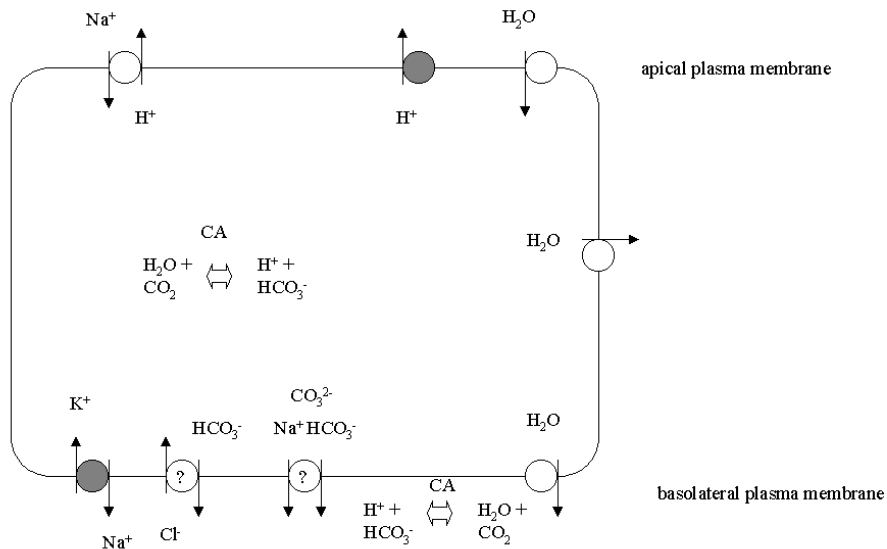 Na⁺
H₂O
apical plasma membrane
H⁺
H⁺
CA
H₂O +
CO₂
H⁺ +
HCO₃⁻
H₂O
K⁺
HCO₃⁻
CO₃²⁻
Na⁺ HCO₃⁻
H₂O
?
?
Na⁺
Cl⁻
H⁺ +
HCO₃⁻
CA
H₂O +
CO₂
basolateral plasma membrane